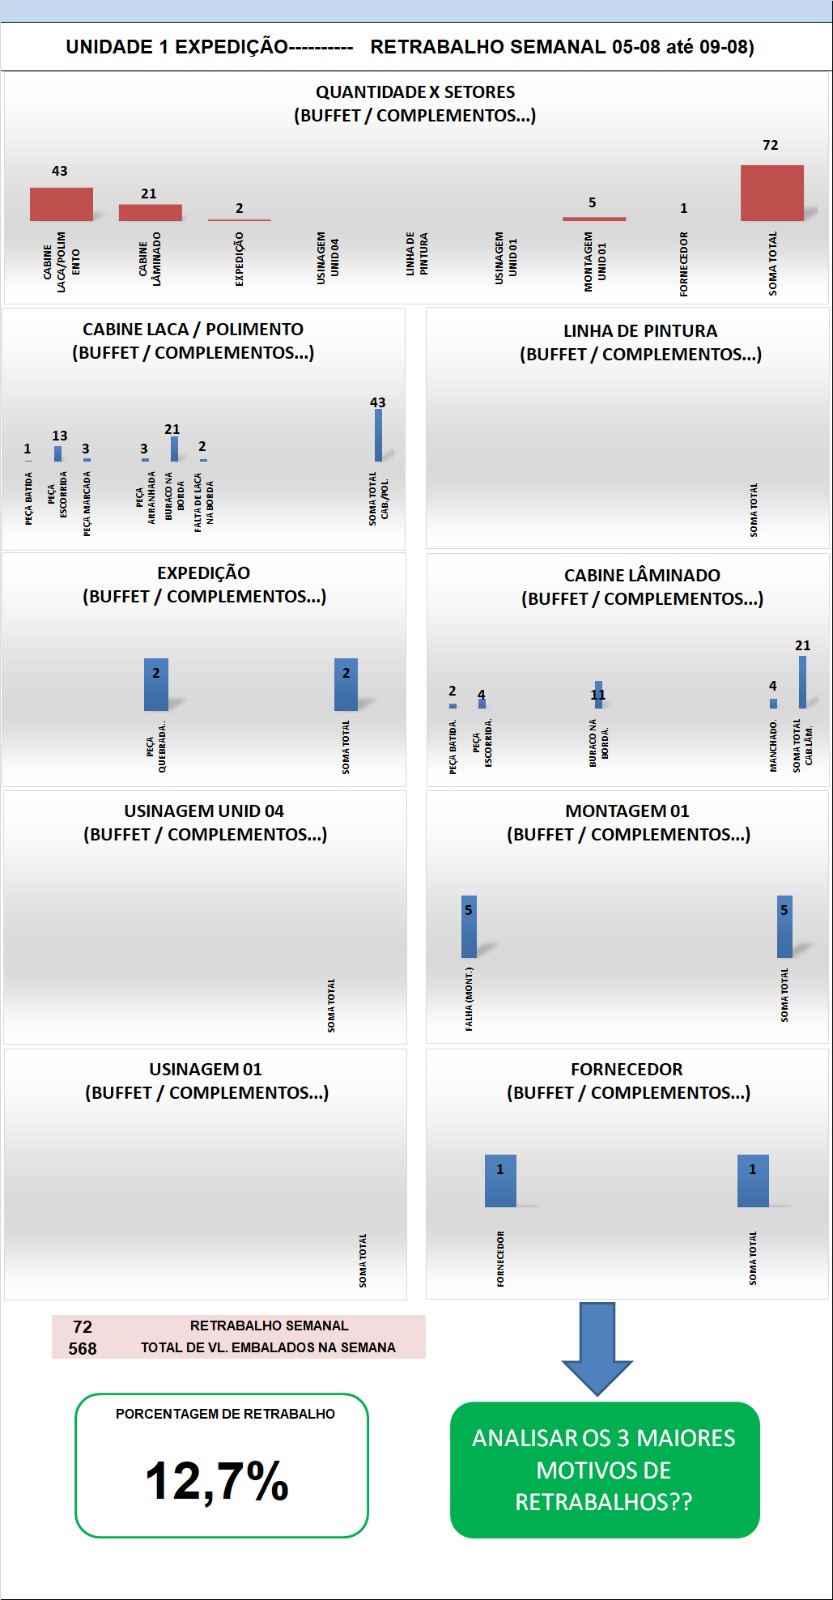 UNIDADE 1 EXPEDIÇÃO---------- RETRABALHO SEMANAL 05-08 até 09-08)
QUANTIDADE X SETORES
(BUFFET / COMPLEMENTOS...)
43
21
2
5
1
72
CABINE
LACA/POLIM
ENTO
CABINE
LÂMINADO
EXPEDIÇÃO
USINAGEM
UNID 04
LINHA DE
PINTURA
USINAGEM
UNID 01
MONTAGEM
UNID 01
FORNECEDOR
SOMA TOTAL
CABINE LACA / POLIMENTO
(BUFFET / COMPLEMENTOS...)
1
13
3
3
21
2
43
PEÇA BATIDA
PEÇA
ESCORRIDA
PEÇA MARCADA
PEÇA
ARRANHADA
BURACO NA
BORDA
FALTA DE LACA
NA BORDA
SOMA TOTAL
CAB./POL.
LINHA DE PINTURA
(BUFFET / COMPLEMENTOS...)
SOMA TOTAL
EXPEDIÇÃO
(BUFFET / COMPLEMENTOS...)
2
2
PEÇA
QUEBRADA..
SOMA TOTAL
CABINE LÂMINADO
(BUFFET / COMPLEMENTOS...)
2
4
11
4
21
PEÇA BATIDA.
PEÇA
ESCORRIDA.
BURACO NA
BORDA.
MANCHADO.
SOMA TOTAL
CAB.LÂM.
USINAGEM UNID 04
(BUFFET / COMPLEMENTOS...)
SOMA TOTAL
MONTAGEM 01
(BUFFET / COMPLEMENTOS...)
5
5
FALHA (MONT.)
SOMA TOTAL
USINAGEM 01
(BUFFET / COMPLEMENTOS...)
SOMA TOTAL
FORNECEDOR
(BUFFET / COMPLEMENTOS...)
1
1
FORNECEDOR
SOMA TOTAL
72 RETRABALHO SEMANAL
568 TOTAL DE VL. EMBALADOS NA SEMANA
PORCENTAGEM DE RETRABALHO
12,7%
ANALISAR OS 3 MAIORES
MOTIVOS DE
RETRABALHOS??